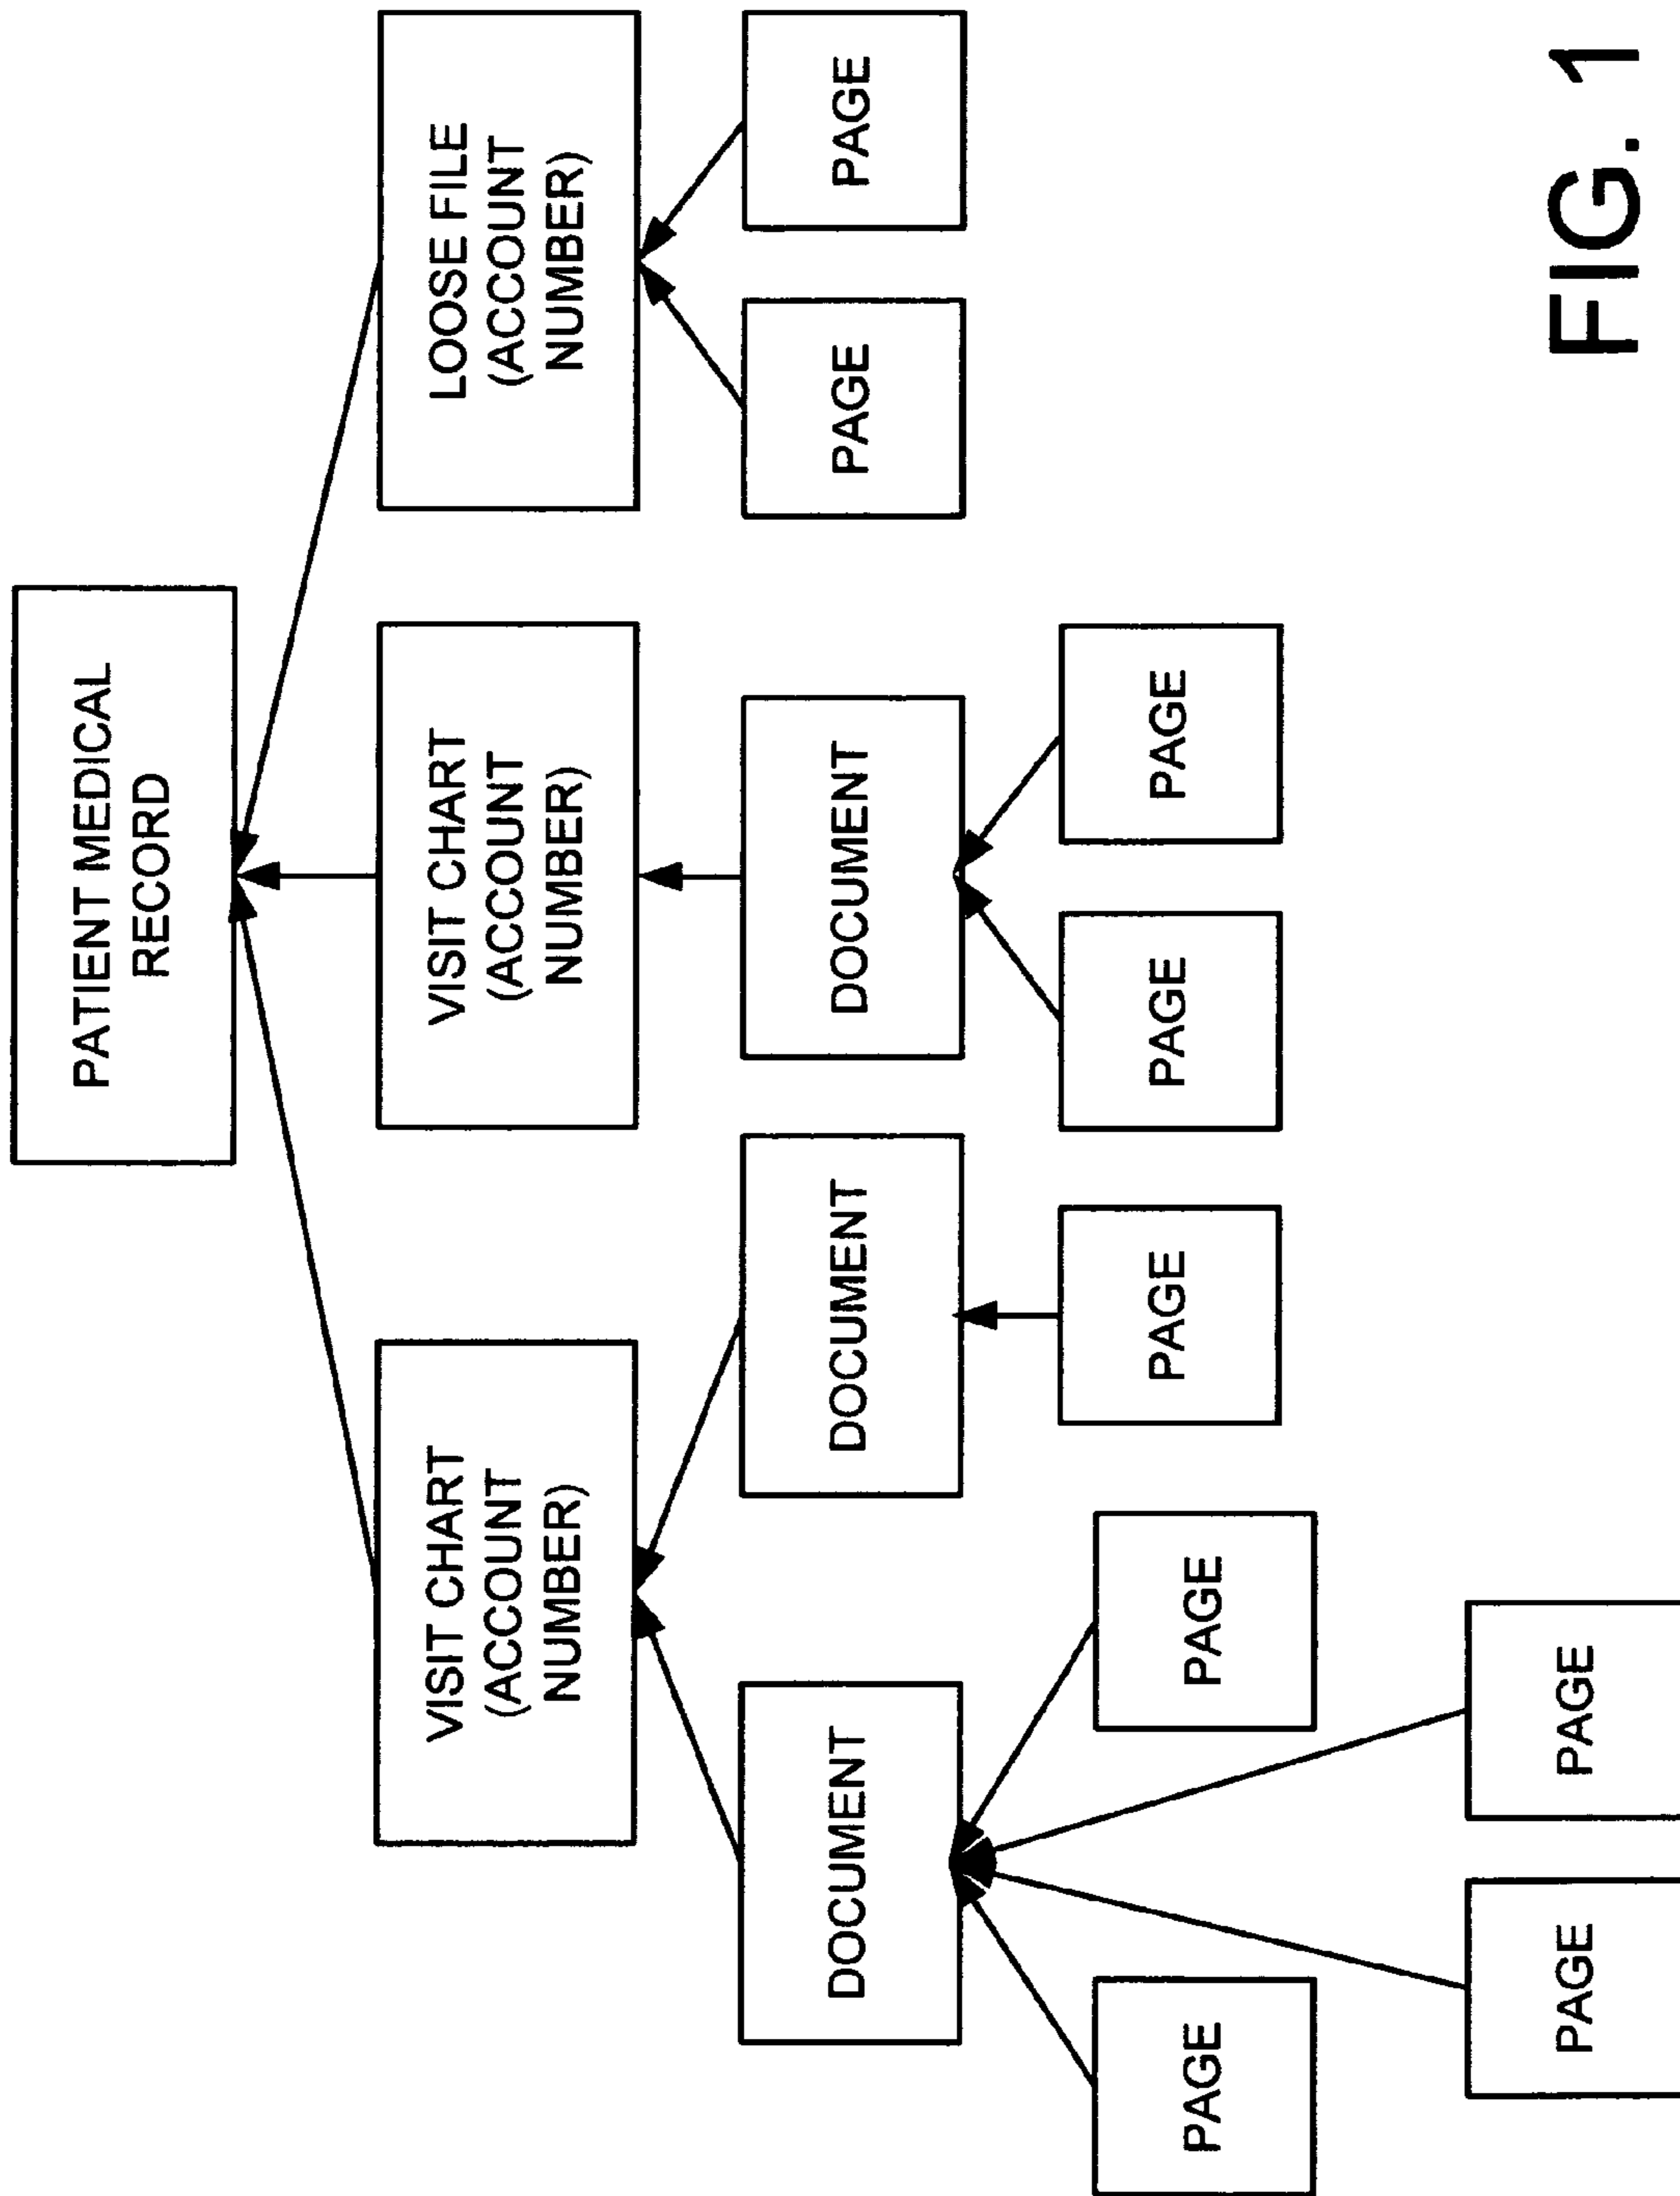 PATIENT MEDICAL
RECORD
VISIT CHART
(ACCOUNT
NUMBER)
VISIT CHART
(ACCOUNT
NUMBER)
LOOSE FILE
(ACCOUNT
NUMBER)
DOCUMENT
DOCUMENT
DOCUMENT
PAGE
PAGE
PAGE
PAGE
PAGE
PAGE
PAGE
PAGE
PAGE
FIG. 1